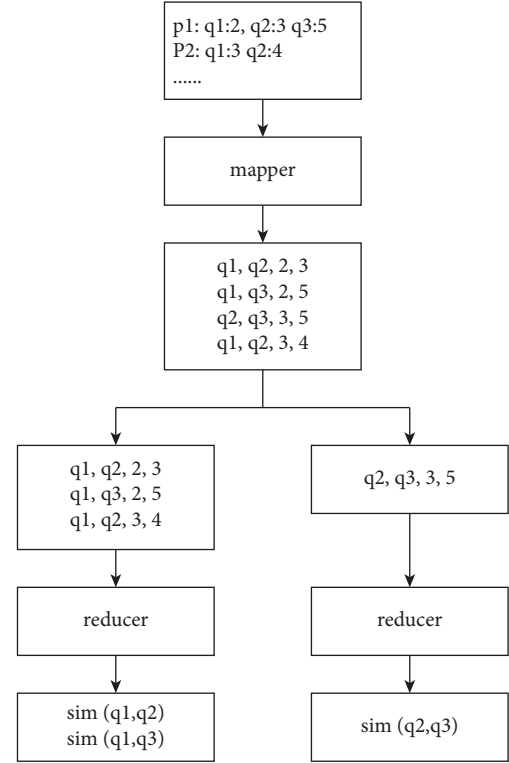 p1: q1:2, q2:3 q3:5
P2: q1:3 q2:4
......
mapper
q1, q2, 2, 3
q1, q3, 2, 5
q2, q3, 3, 5
q1, q2, 3, 4
q1, q2, 2, 3
q1, q3, 2, 5
q1, q2, 3, 4
q2, q3, 3, 5
reducer
reducer
sim (q1,q2)
sim (q1,q3)
sim (q2,q3)